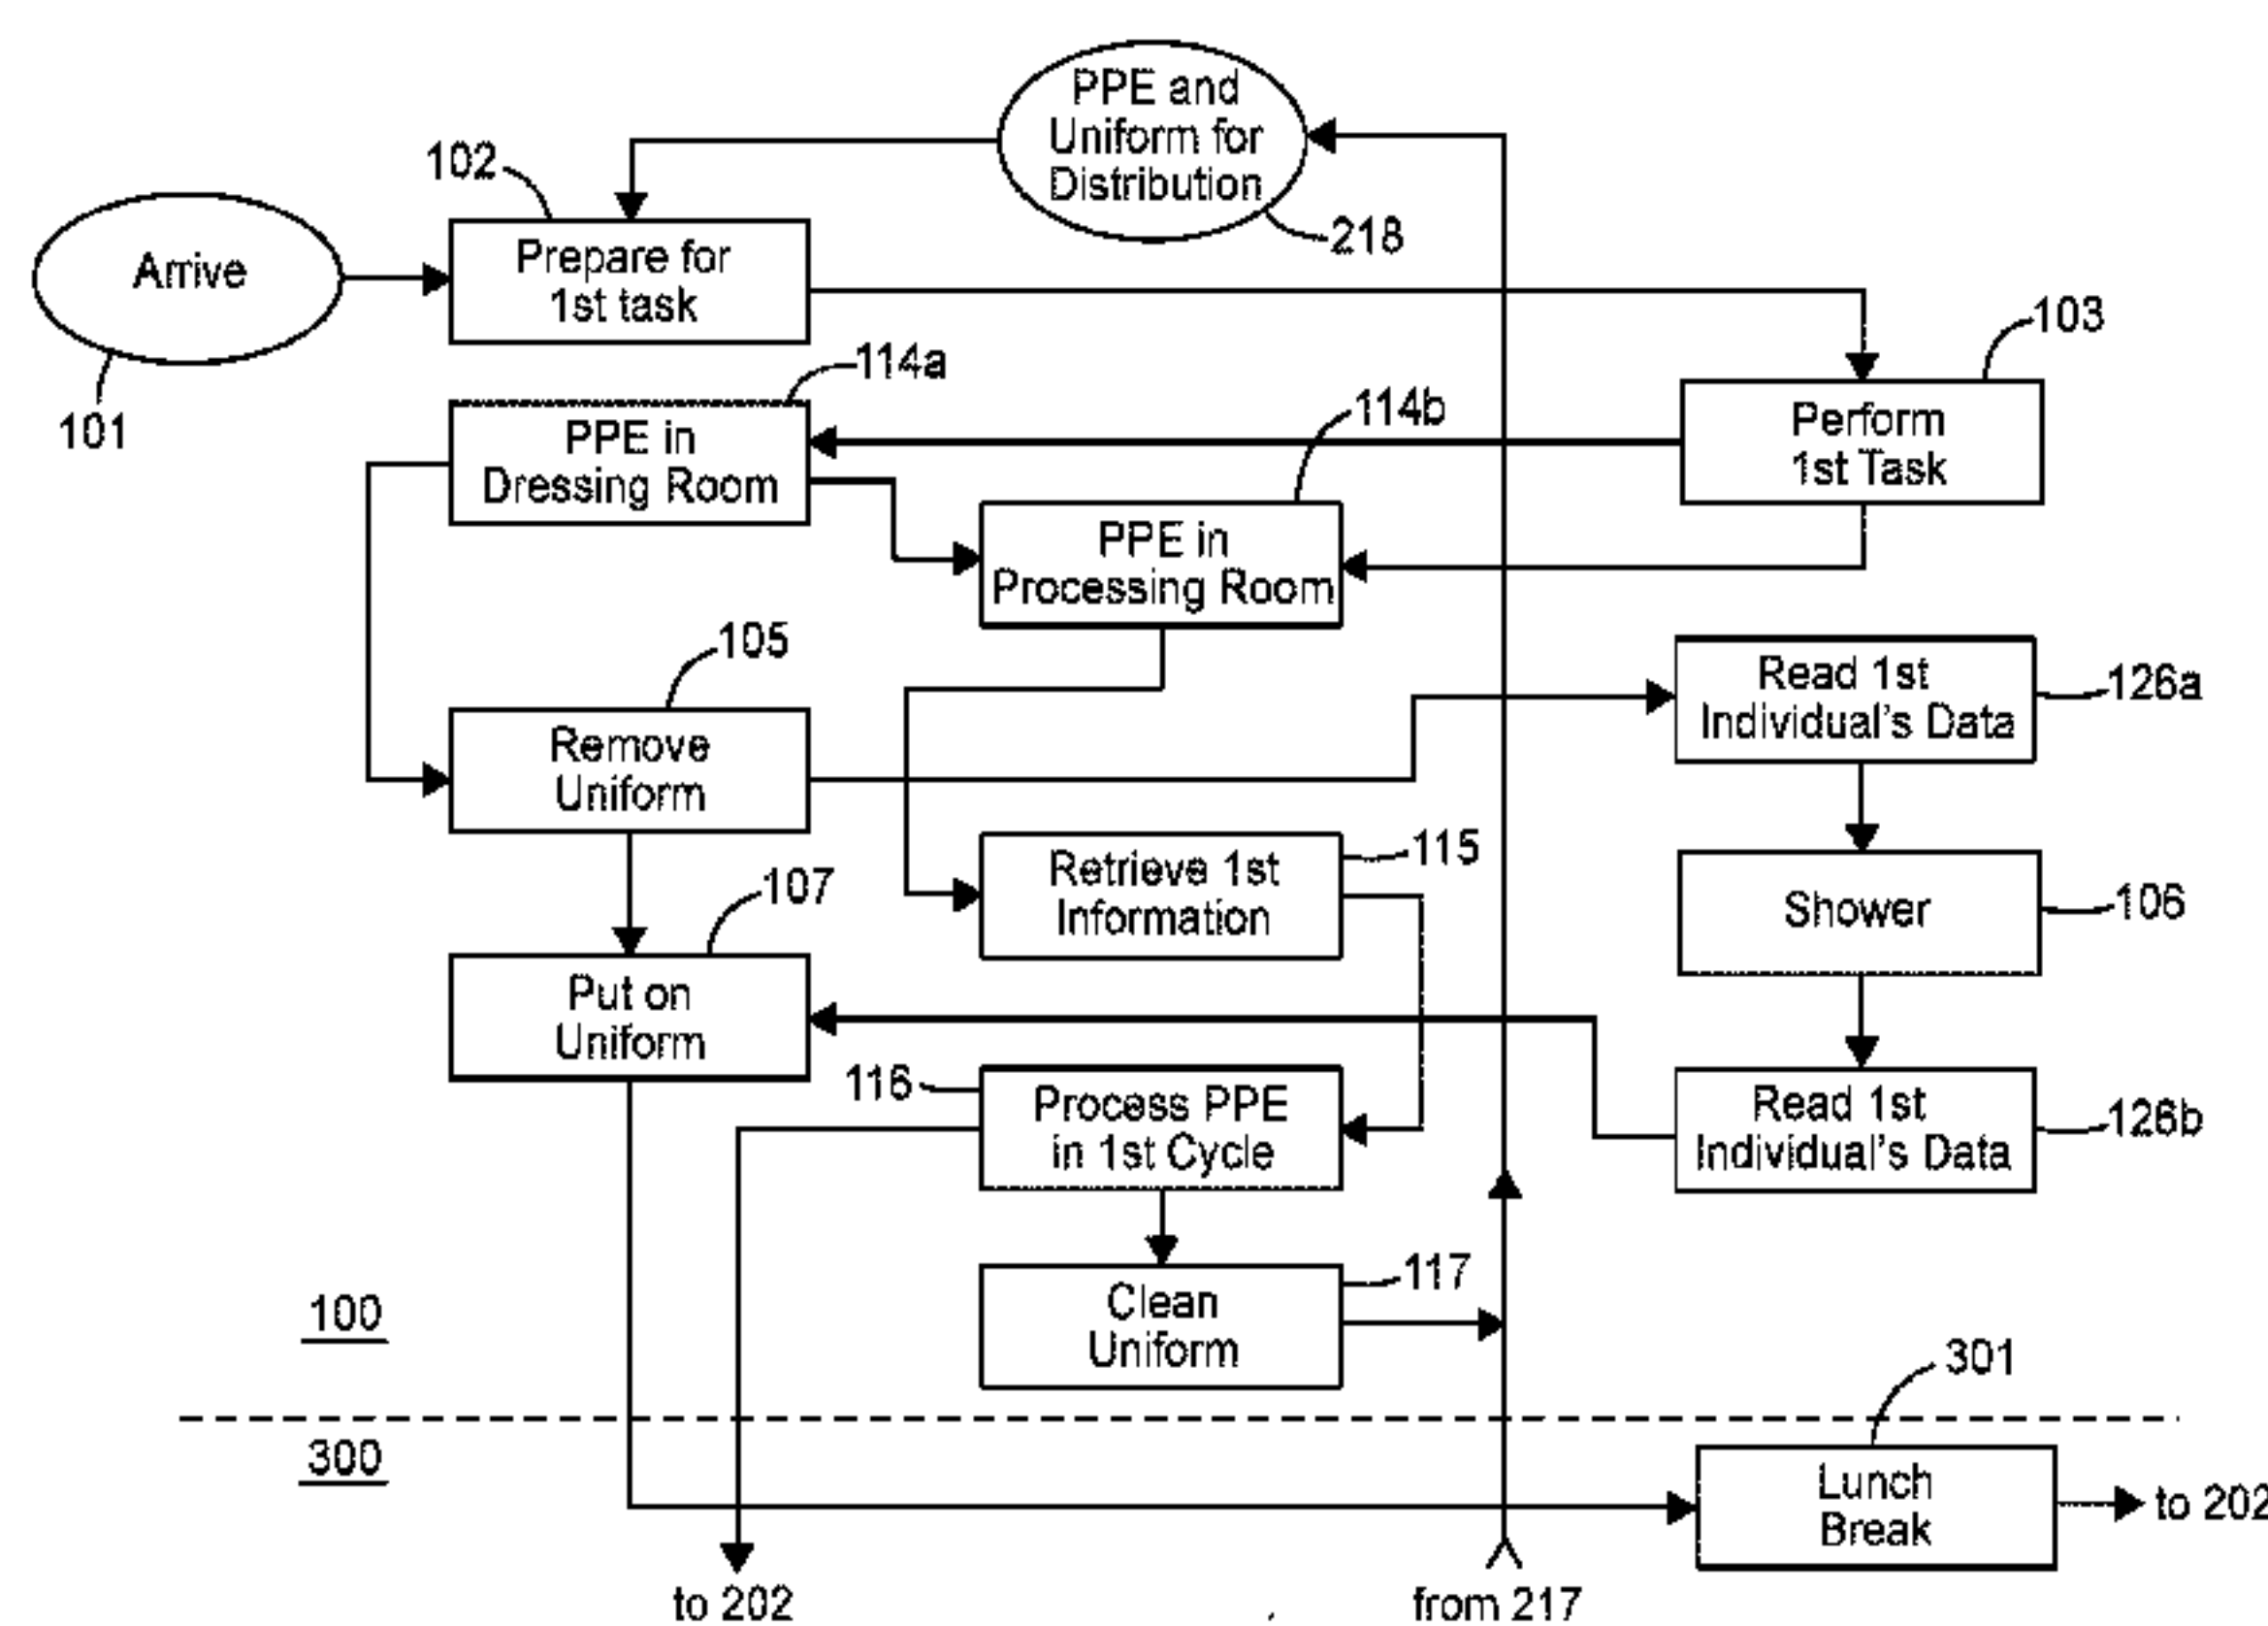 PPE and
Uniform for
Distribution
218
102
Arrive
101
Prepare for
1st task
103
114a
PPE in
Dressing Room
114b
Perform
1st Task
PPE in
Processing Room
105
Remove
Uniform
Read 1st
Individual's Data
126a
107
Retrieve 1st
Information
115
Shower
106
Put on
Uniform
116
Process PPE
in 1st Cycle
Read 1st
Individual's Data
126b
Clean
Uniform
117
100
300
301
Lunch
Break
to 202
to 202
from 217